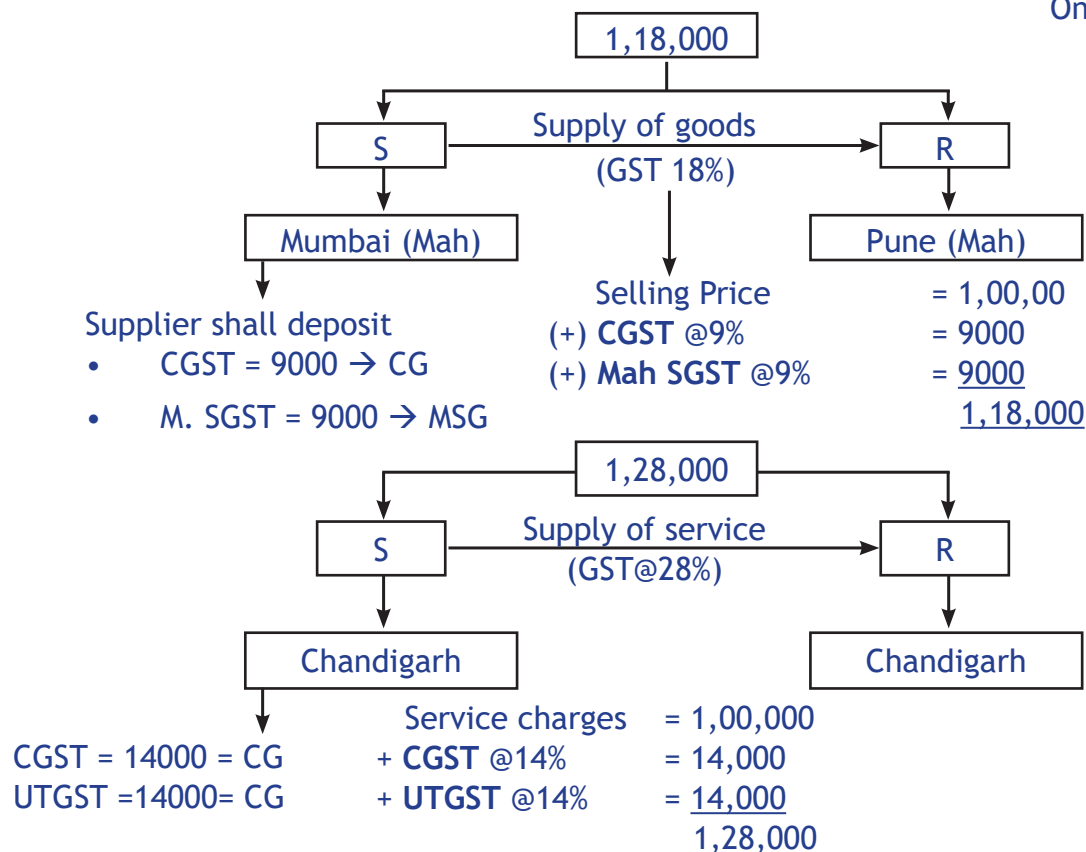 On
1,18,000
S
Supply of goods
(GST 18%)
R
Mumbai (Mah)
Pune (Mah)
Supplier shall deposit
• CGST = 9000 → CG
• M. SGST = 9000 → MSG
Selling Price = 1,00,00
(+) CGST @9% = 9000
(+) Mah SGST @9% = 9000
1,18,000
1,28,000
S
Supply of service
(GST@28%)
R
Chandigarh
Chandigarh
CGST = 14000 = CG
UTGST =14000= CG
Service charges = 1,00,000
+ CGST @14% = 14,000
+ UTGST @14% = 14,000
1,28,000